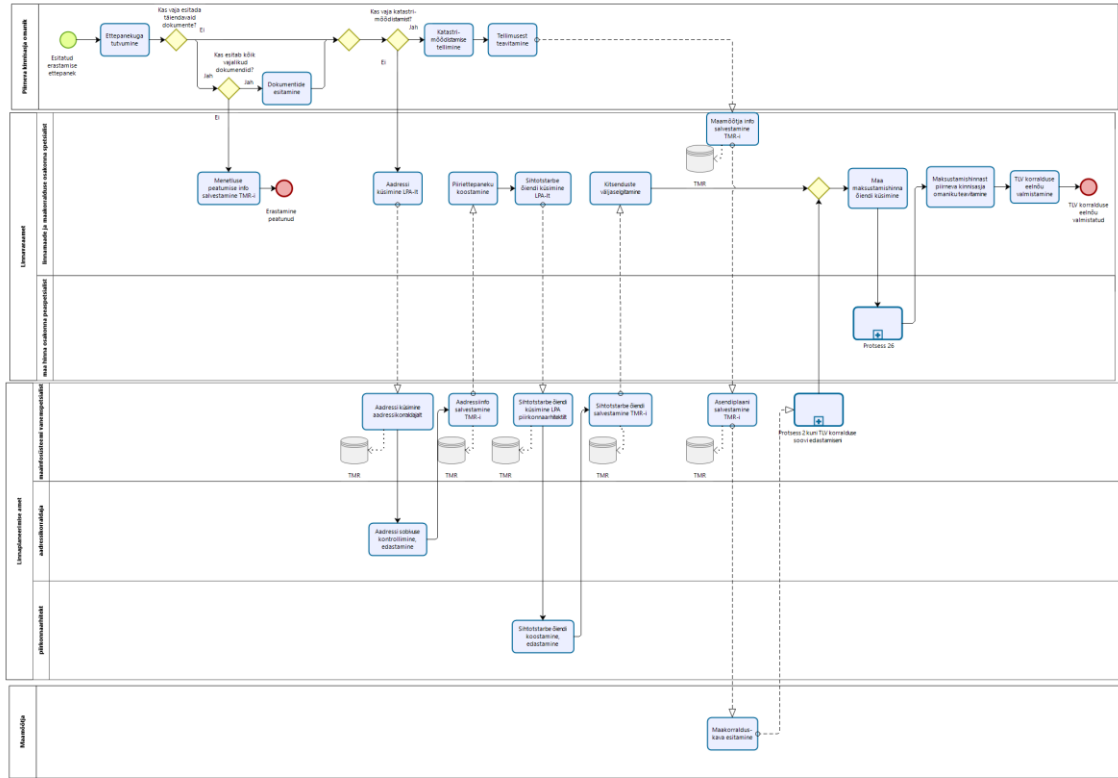 Piirneva kinnisasja omanik
Esitatud
erastamise
ettepanek
Ettepanekuga
tutvumine
Kas vaja esitada
täiendavaid
dokumente?
Ei
Jah
Kas esitab kõik
vajalikud
dokumendid?
Jah
Ei
Dokumentide
esitamine
Kas vaja katastri-
mõõdistamist?
Jah
Ei
Katastri-
mõõdistamise
tellimine
Tellimusest
teavitamine
Linnavaraamet
linnamaade ja maakorralduse osakonna spetsialist
Menetluse
peatumise info
salvestamine TMR-i
Erastamine
peatunud
Aadressi
küsimine LPA-lt
Piiriettepaneku
koostamine
Sihtotstarbe
õiendi küsimine
LPA-lt
Kitsenduste
väljaselgitamine
Maamõõtja info
salvestamine
TMR-i
TMR
Maa
maksustamishinna
õiendi küsimine
Maksustamishinnast
piirneva kinnisasja
omaniku teavitamine
TLV korralduse
eelnõu
valmistamine
TLV korralduse
eelnõu
valmistatud
maa hinna osakonna peaspetsialist
Protsess 26
Linnaplaneerimise amet
maainfosüsteemi vanemspetsialist
Aadressi küsimine
aadressikorraldajalt
TMR
Aadressiinfo
salvestamine
TMR-i
TMR
Sihtotstarbe õiendi
küsimine LPA
piirkonnaarhitektilt
TMR
Sihtotstarbe õiendi
salvestamine TMR-i
TMR
Asendiplaani
salvestamine
TMR-i
TMR
Protsess 2 kuni TLV korralduse
soovi edastamiseni
aadressikorraldaja
Aadressi sobivuse
kontrollimine,
edastamine
piirkonnaarhitekt
Sihtotstarbe õiendi
koostamine,
edastamine
Maamõõtja
Maakorraldus-
kava esitamine